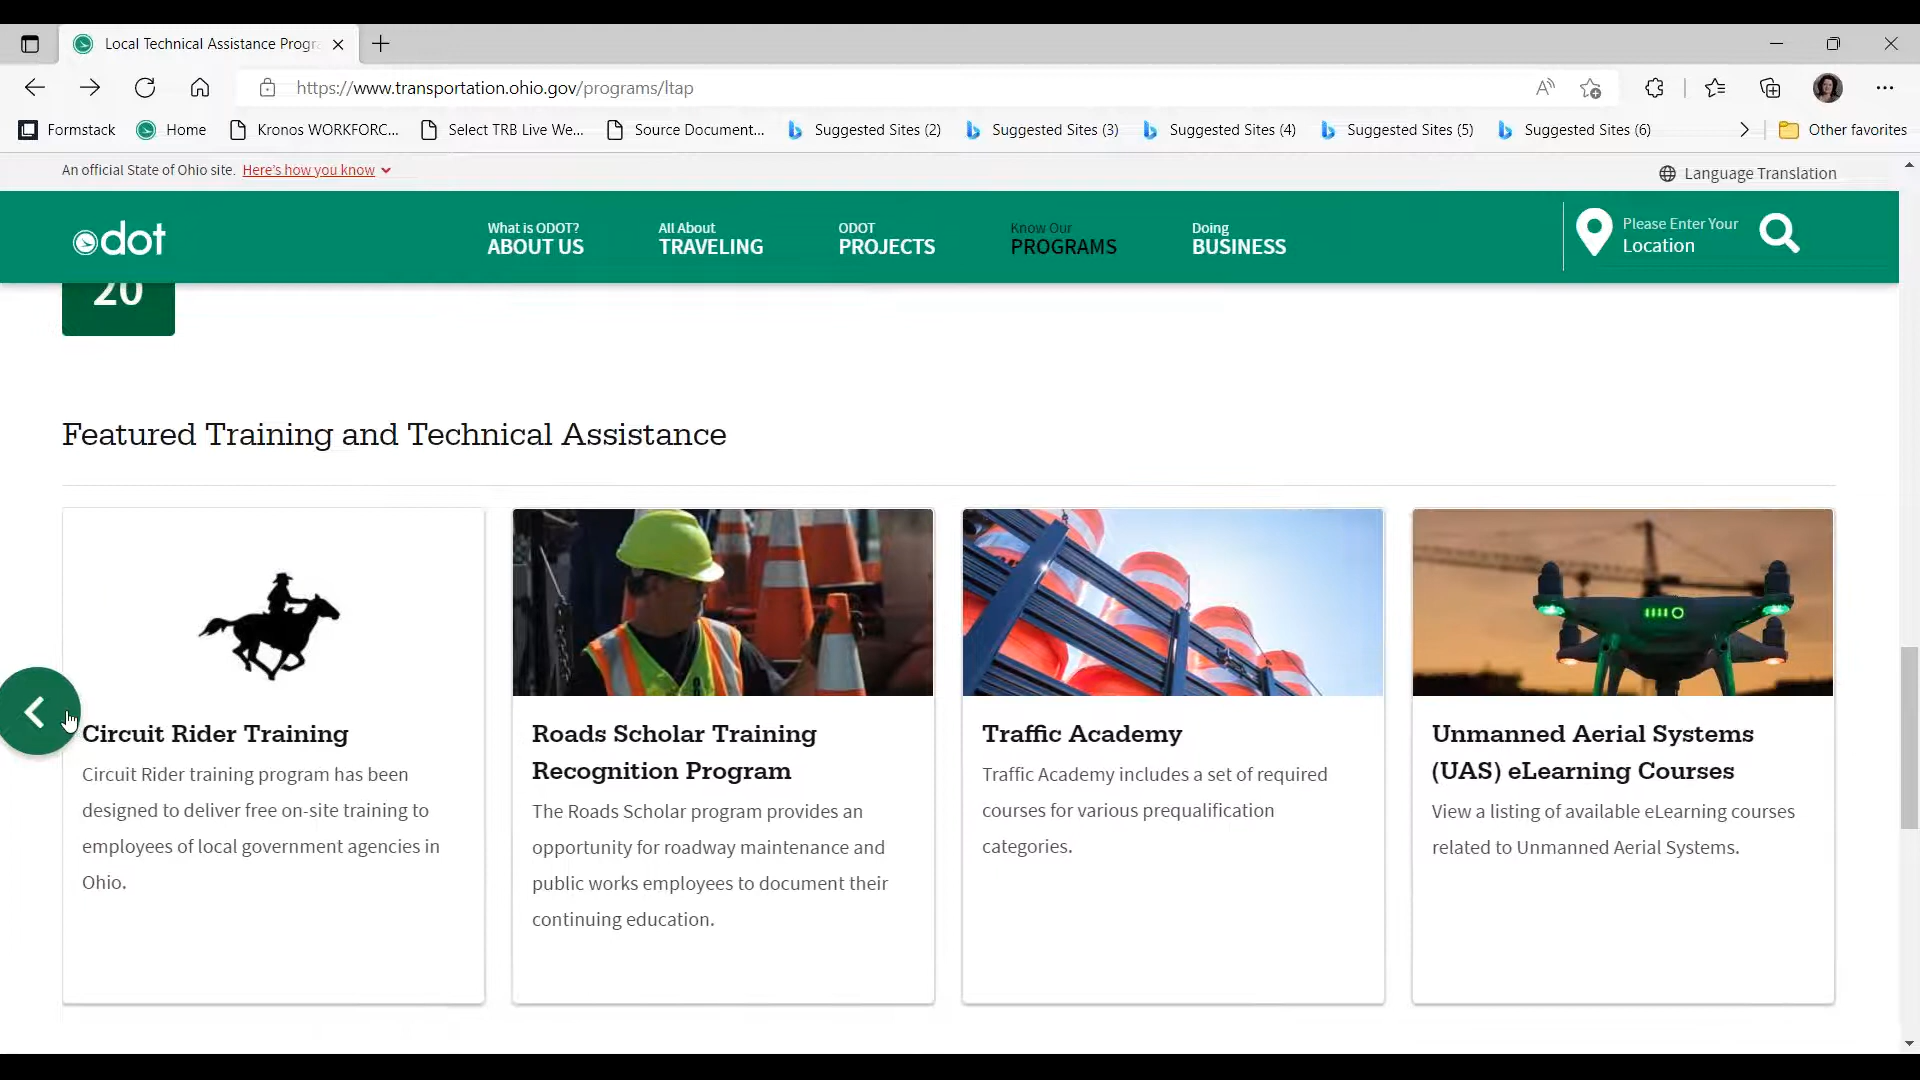 Local Technical Assistance Progr
https://www.transportation.ohio.gov/programs/ltap
Formstack
Home
Kronos WORKFORC...
Select TRB Live We...
Source Document...
Suggested Sites (2)
Suggested Sites (3)
Suggested Sites (4)
Suggested Sites (5)
Suggested Sites (6)
Other favorites
An official State of Ohio site. Here's how you know
Language Translation
odot
What is ODOT?
ABOUT US
All About
TRAVELING
ODOT
PROJECTS
Know Our
PROGRAMS
Doing
BUSINESS
Please Enter Your
Location
20
Featured Training and Technical Assistance
Circuit Rider Training
Circuit Rider training program has been
designed to deliver free on-site training to
employees of local government agencies in
Ohio.
Roads Scholar Training
Recognition Program
The Roads Scholar program provides an
opportunity for roadway maintenance and
public works employees to document their
continuing education.
Traffic Academy
Traffic Academy includes a set of required
courses for various prequalification
categories.
Unmanned Aerial Systems
(UAS) eLearning Courses
View a listing of available eLearning courses
related to Unmanned Aerial Systems.